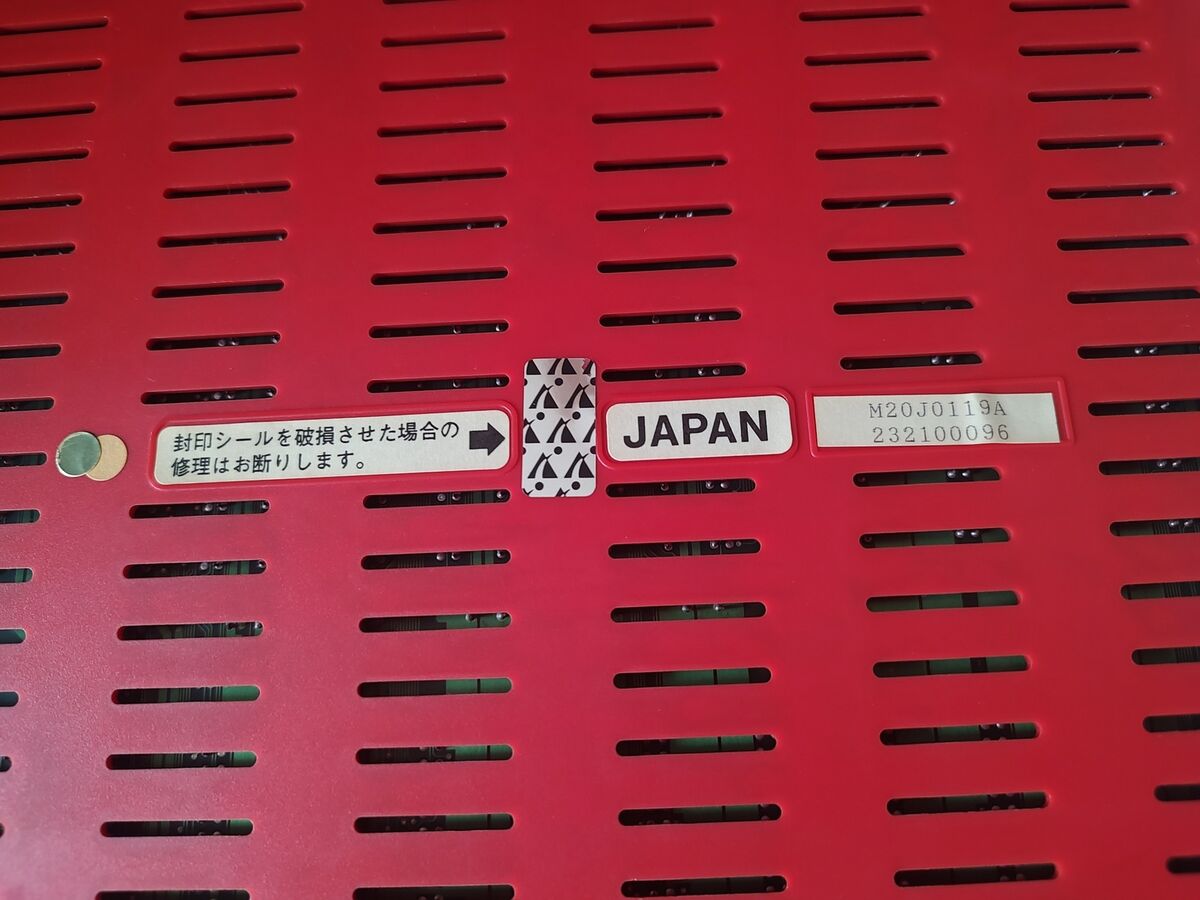 封印シールを破損させた場合の
修理はお断りします。
JAPAN
M20J0119A
232100096